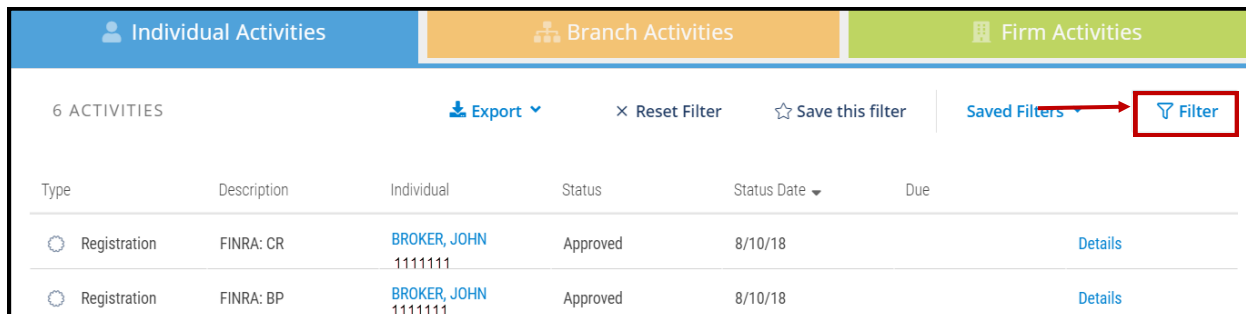 Individual Activities Branch Activities Firm Activities
6 ACTIVITIES Export × Reset Filter Save this filter Saved Filters Filter
Type Description Individual Status Status Date Due
Registration FINRA: CR BROKER, JOHN Approved 8/10/18 Details
1111111
Registration FINRA: BP BROKER, JOHN Approved 8/10/18 Details
1111111